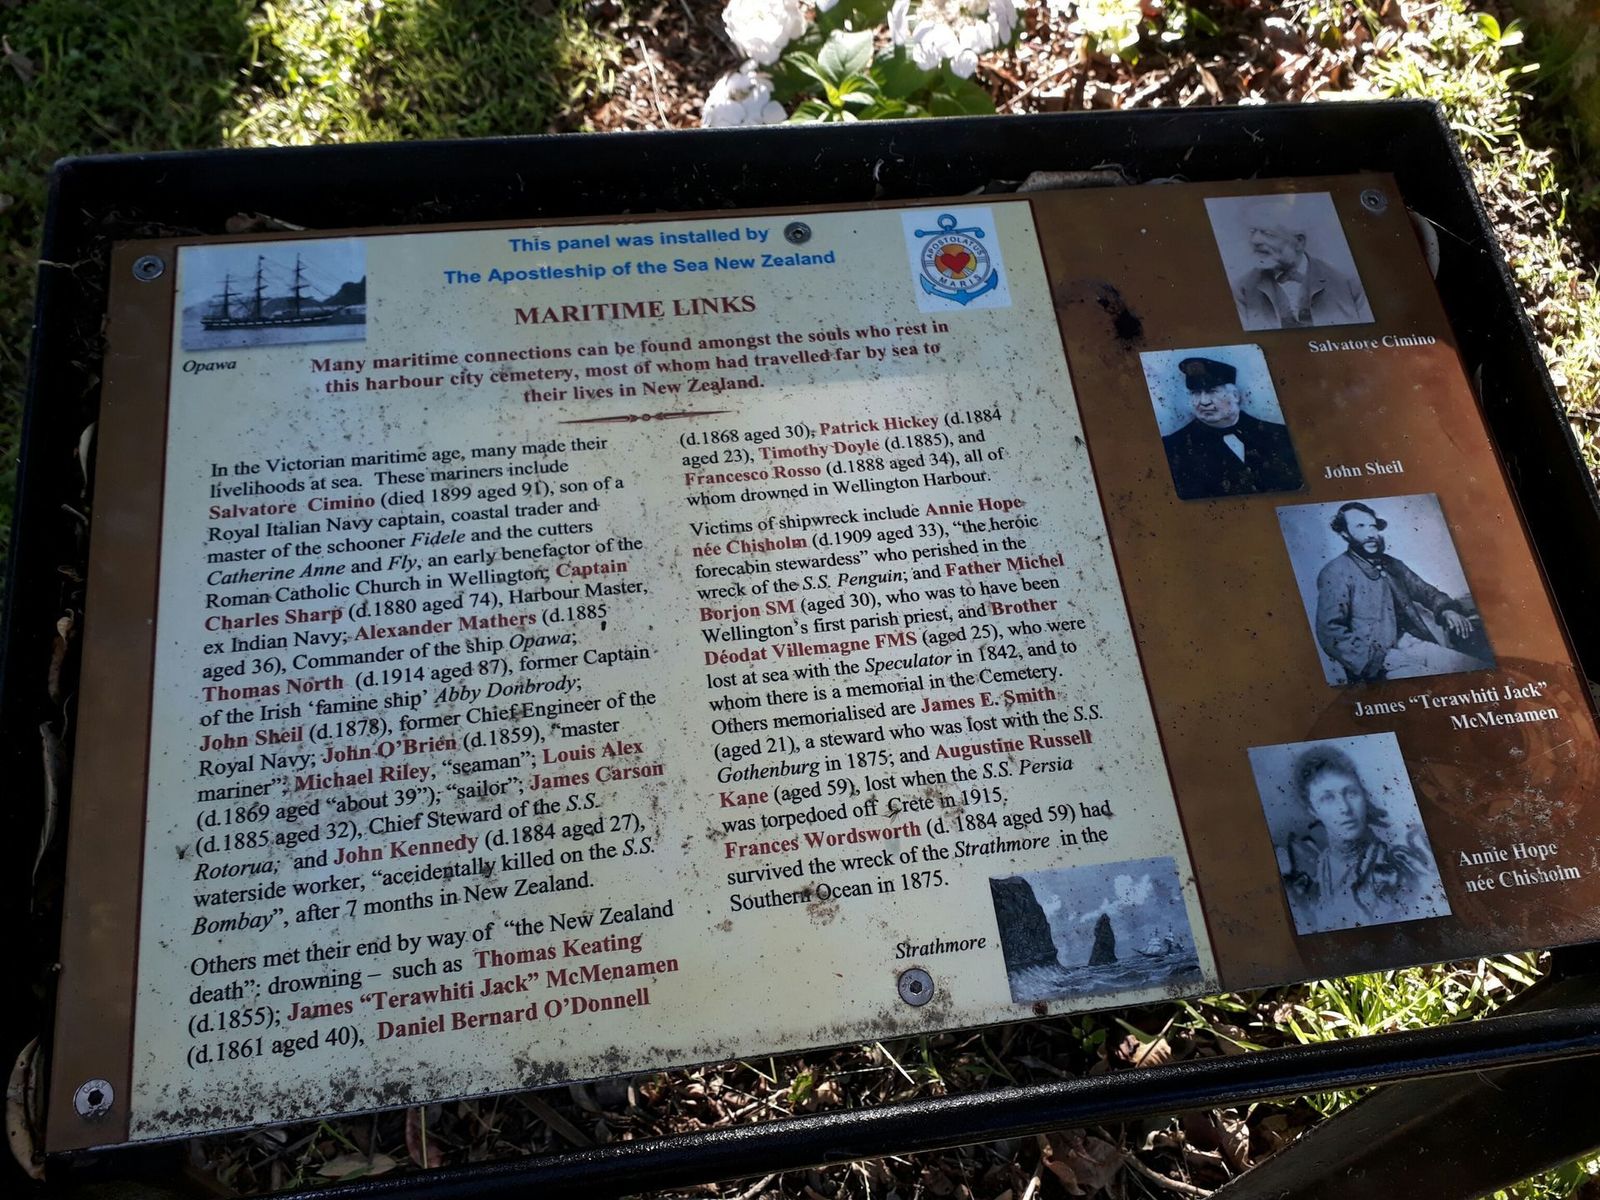 This panel was installed by
The Apostleship of the Sea New Zealand
APOSTOLATUS
MARIS
MARITIME LINKS
Opawa
Many maritime connections can be found amongst the souls who rest in
this harbour city cemetery, most of whom had travelled far by sea to
their lives in New Zealand.
In the Victorian maritime age, many made their
livelihoods at sea. These mariners include
Salvatore Cimino (died 1899 aged 91), son of a
Royal Italian Navy captain, coastal trader and
master of the schooner Fidele and the cutters
Catherine Anne and Fly, an early benefactor of the
Roman Catholic Church in Wellington; Captain
Charles Sharp (d.1880 aged 74), Harbour Master,
ex Indian Navy; Alexander Mathers (d.1885
aged 36), Commander of the ship Opawa;
Thomas North (d.1914 aged 87), former Captain
of the Irish ‘famine ship’ Abby Donbrody;
John Sheil (d.1878), former Chief Engineer of the
Royal Navy; John O’Brien (d.1859), “master
mariner”; Michael Riley, “seaman”; Louis Alex
(d.1869 aged “about 39”); “sailor”; James Carson
(d.1885 aged 32), Chief Steward of the S.S.
Rotorua; and John Kennedy (d.1884 aged 27),
waterside worker, “accidentally killed on the S.S.
Bombay”, after 7 months in New Zealand.
Others met their end by way of “the New Zealand
death”: drowning – such as Thomas Keating
(d.1855); James “Terawhiti Jack” McMenamen
(d.1861 aged 40), Daniel Bernard O’Donnell
(d.1868 aged 30), Patrick Hickey (d.1884
aged 23), Timothy Doyle (d.1885), and
Francesco Rosso (d.1888 aged 34), all of
whom drowned in Wellington Harbour.
Victims of shipwreck include Annie Hope
née Chisholm (d.1909 aged 33), “the heroic
forecabin stewardess” who perished in the
wreck of the S.S. Penguin; and Father Michel
Borjon SM (aged 30), who was to have been
Wellington’s first parish priest, and Brother
Déodat Villemagne FMS (aged 25), who were
lost at sea with the Speculator in 1842, and to
whom there is a memorial in the Cemetery.
Others memorialised are James E. Smith
(aged 21), a steward who was lost with the S.S.
Gothenburg in 1875; and Augustine Russell
Kane (aged 59), lost when the S.S. Persia
was torpedoed off Crete in 1915.
Frances Wordsworth (d. 1884 aged 59) had
survived the wreck of the Strathmore in the
Southern Ocean in 1875.
Strathmore
Salvatore Cimino
John Sheil
James “Terawhiti Jack”
McMenamen
Annie Hope
née Chisholm